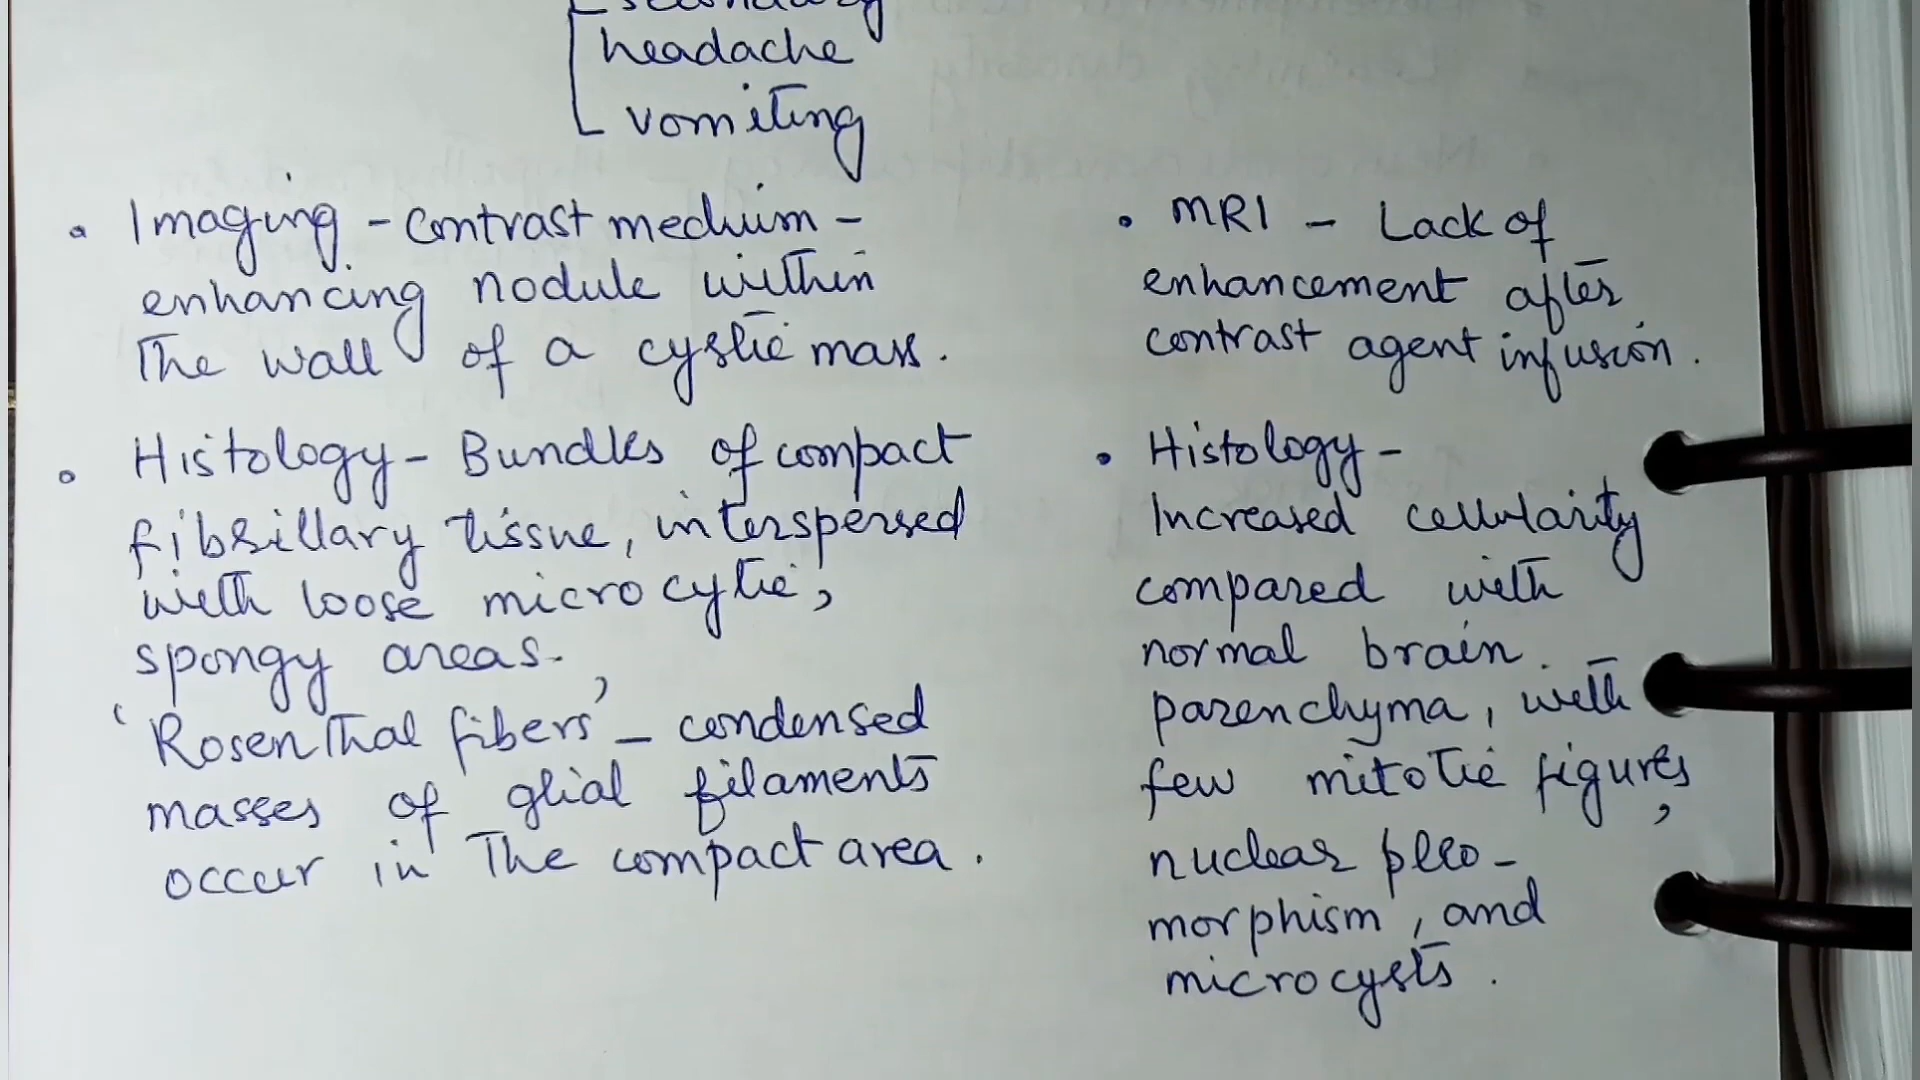 secondary
headache
vomiting
• Imaging - Contrast medium -
enhancing nodule within
the wall of a cystic mass.
• Histology - Bundles of compact
fibrillary tissue, interspersed
with loose microcytic,
spongy areas.
'Rosenthal fibers' - condensed
masses of glial filaments
occur in the compact area.
• MRI - Lack of
enhancement after
contrast agent infusion.
• Histology -
Increased cellularity
compared with
normal brain.
parenchyma, with
few mitotic figures,
nuclear pleo-
morphism, and
microcysts.